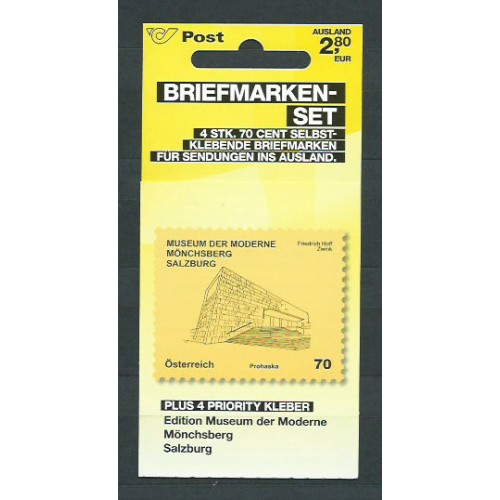 Post
AUSLAND
2,80
EUR
BRIEFMARKEN-
SET
4 STK. 70 CENT SELBST-
KLEBENDE BRIEFMARKEN
FÜR SENDUNGEN INS AUSLAND.
MUSEUM DER MODERNE
MÖNCHSBERG
SALZBURG
Friedrich Hoff
Zwink
Österreich
Prohaska
70
PLUS 4 PRIORITY KLEBER
Edition Museum der Moderne
Mönchsberg
Salzburg